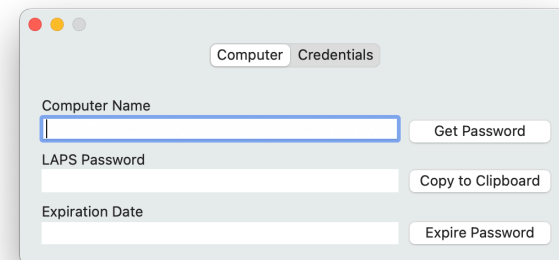 Computer Credentials
Computer Name
Get Password
LAPS Password
Copy to Clipboard
Expiration Date
Expire Password